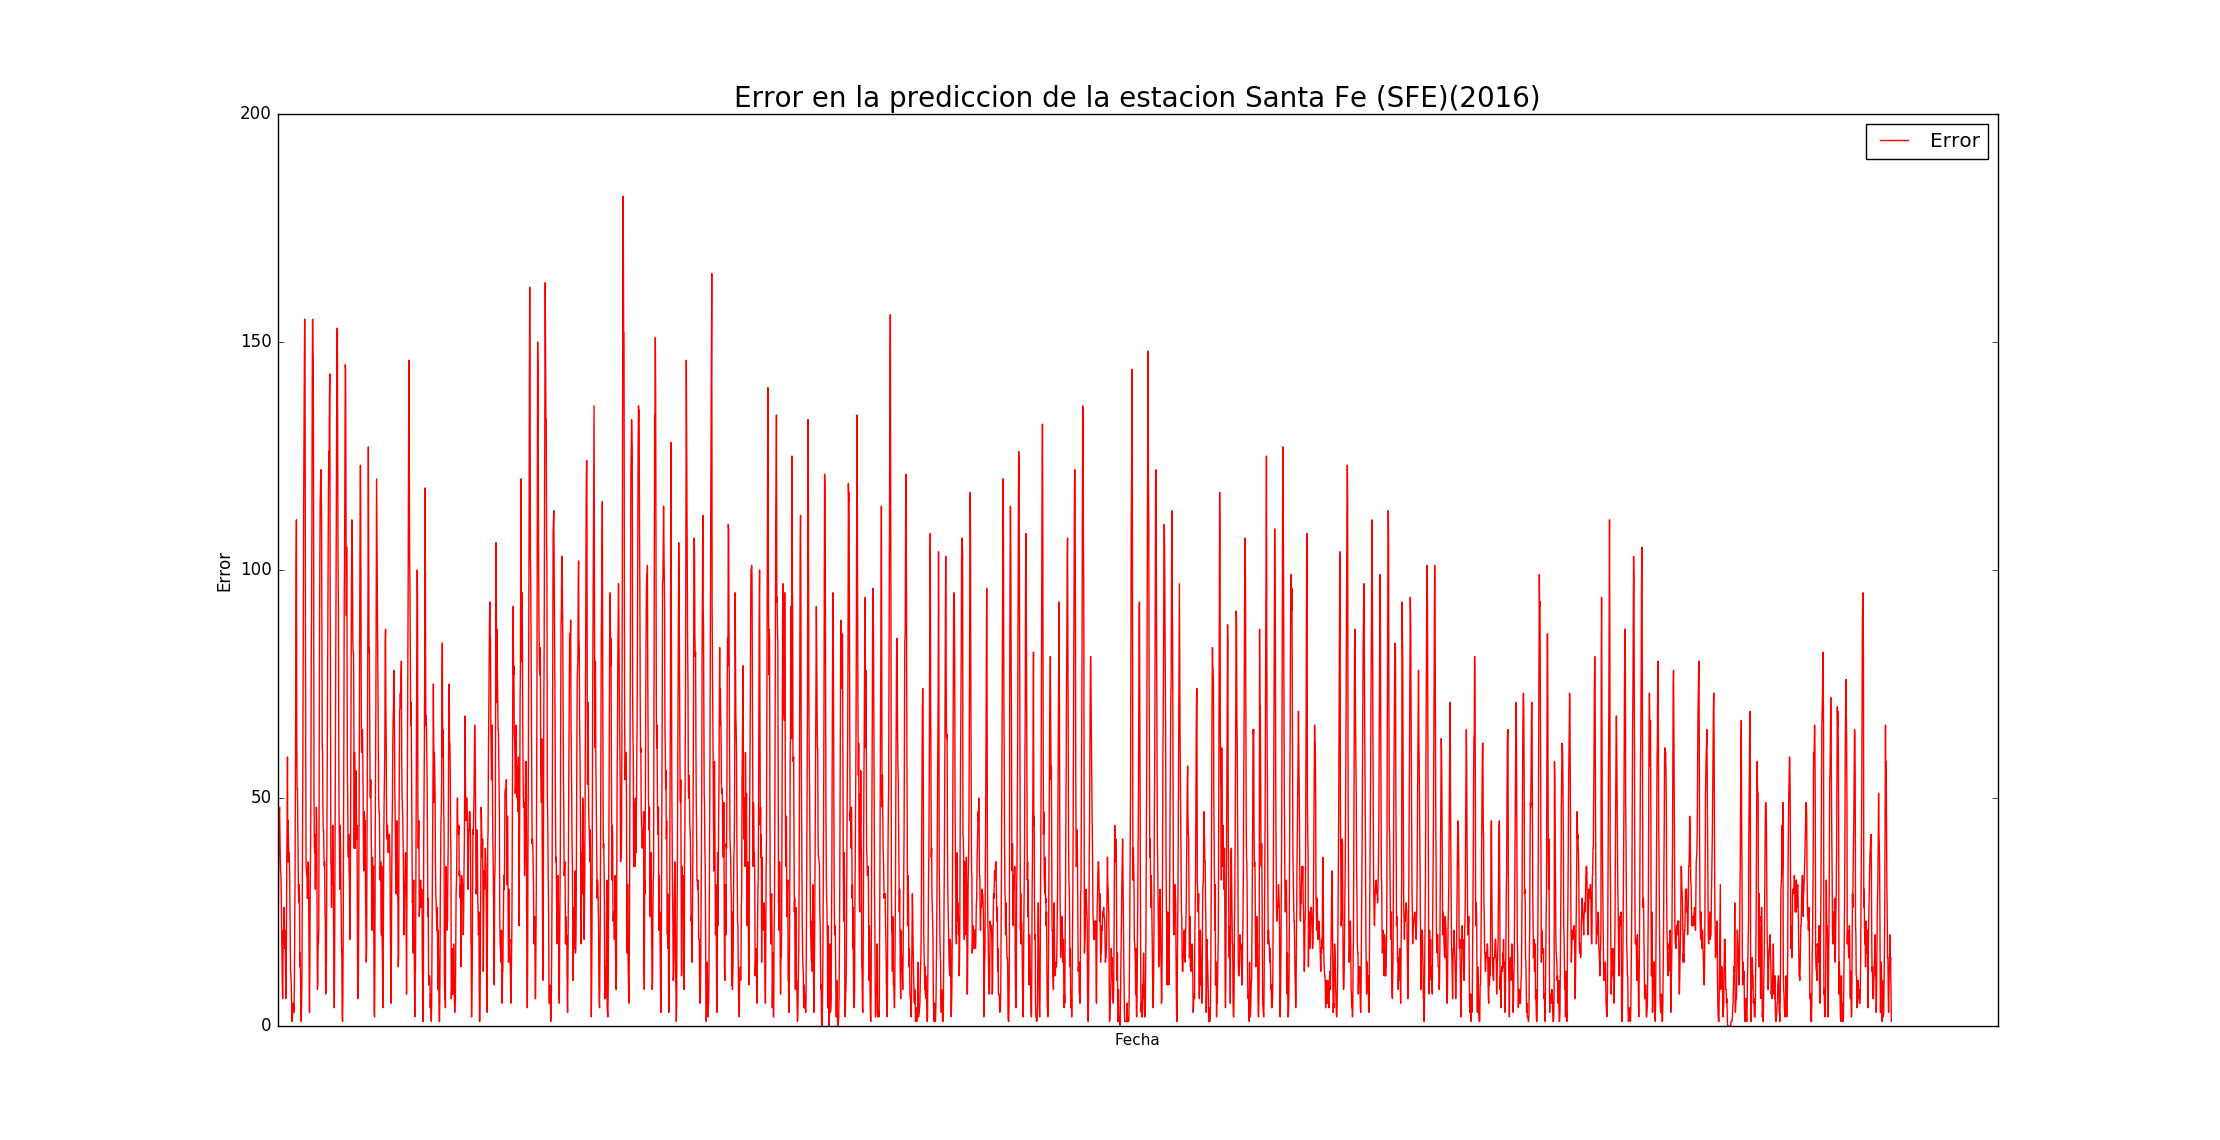 Error en la prediccion de la estacion Santa Fe (SFE)(2016)
200
Error
150
100
Error
50
0
Fecha